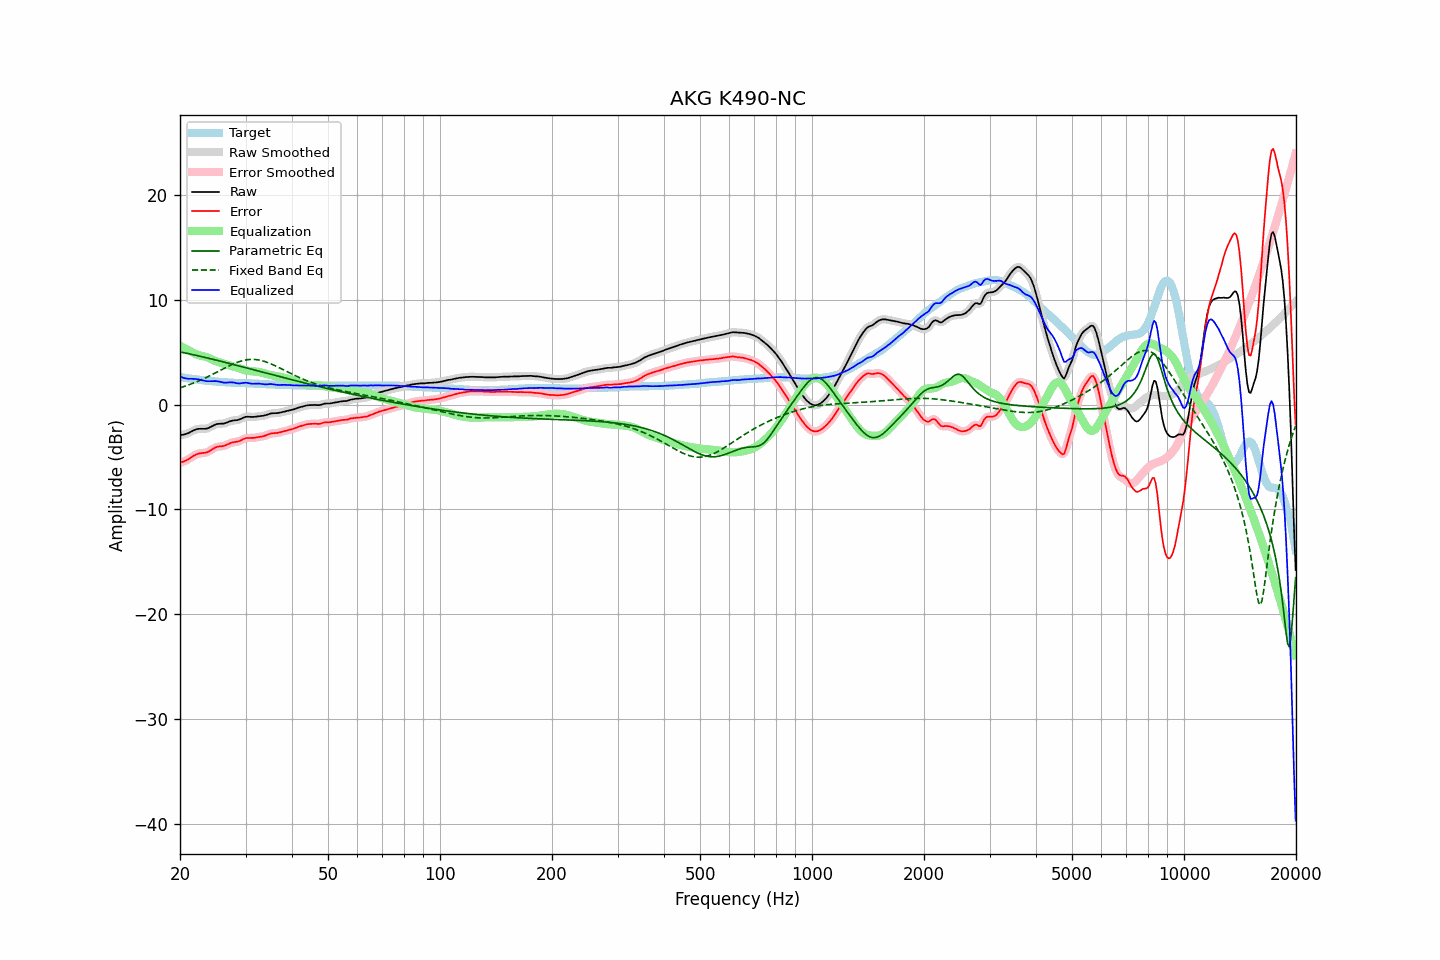 AKG K490-NC
Target
Raw Smoothed
Error Smoothed
Raw
Error
Equalization
Parametric Eq
Fixed Band Eq
Equalized
20
10
0
−10
−20
−30
−40
Amplitude (dBr)
20 50 100 200 500 1000 2000 5000 10000 20000
Frequency (Hz)